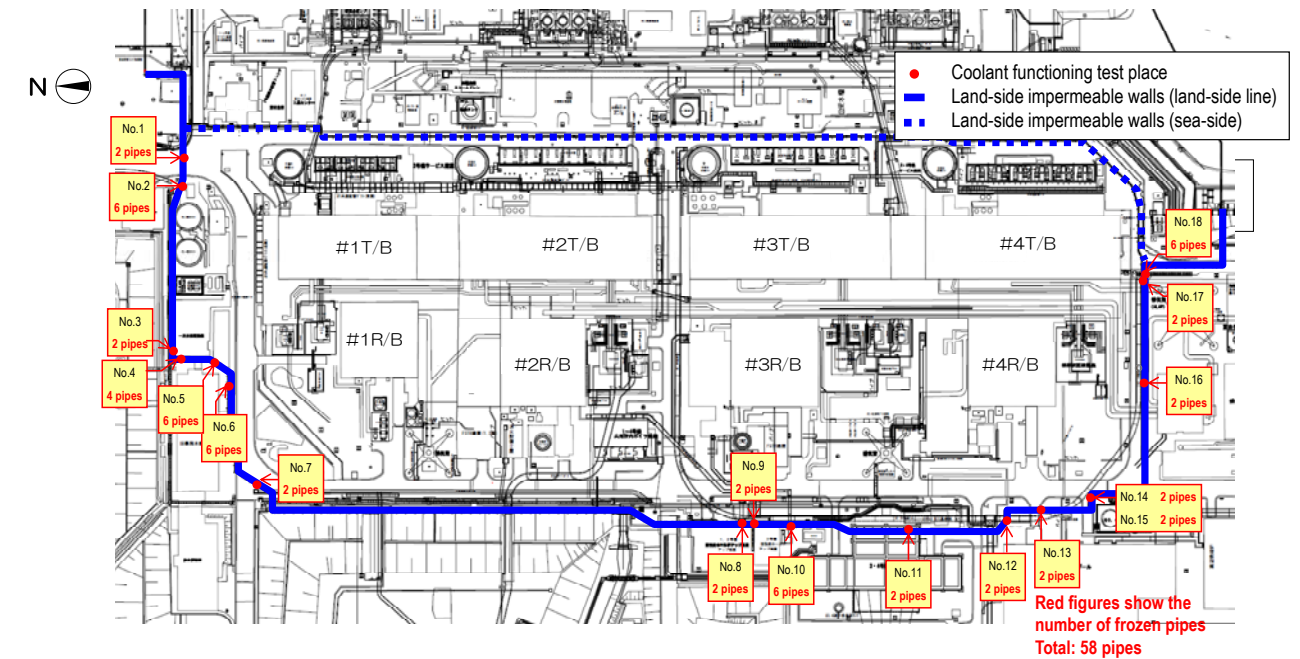 N
Coolant functioning test place
Land-side impermeable walls (land-side line)
Land-side impermeable walls (sea-side)
No.1
2 pipes
No.2
6 pipes
No.18
6 pipes
#1T/B
#2T/B
#3T/B
#4T/B
No.17
2 pipes
No.3
2 pipes
#1R/B
#2R/B
#3R/B
#4R/B
No.4
4 pipes
No.16
2 pipes
No.5
6 pipes
No.6
6 pipes
No.7
2 pipes
No.9
2 pipes
No.14 2 pipes
No.15 2 pipes
No.8
2 pipes
No.10
6 pipes
No.11
2 pipes
No.12
2 pipes
No.13
2 pipes
Red figures show the
number of frozen pipes
Total: 58 pipes